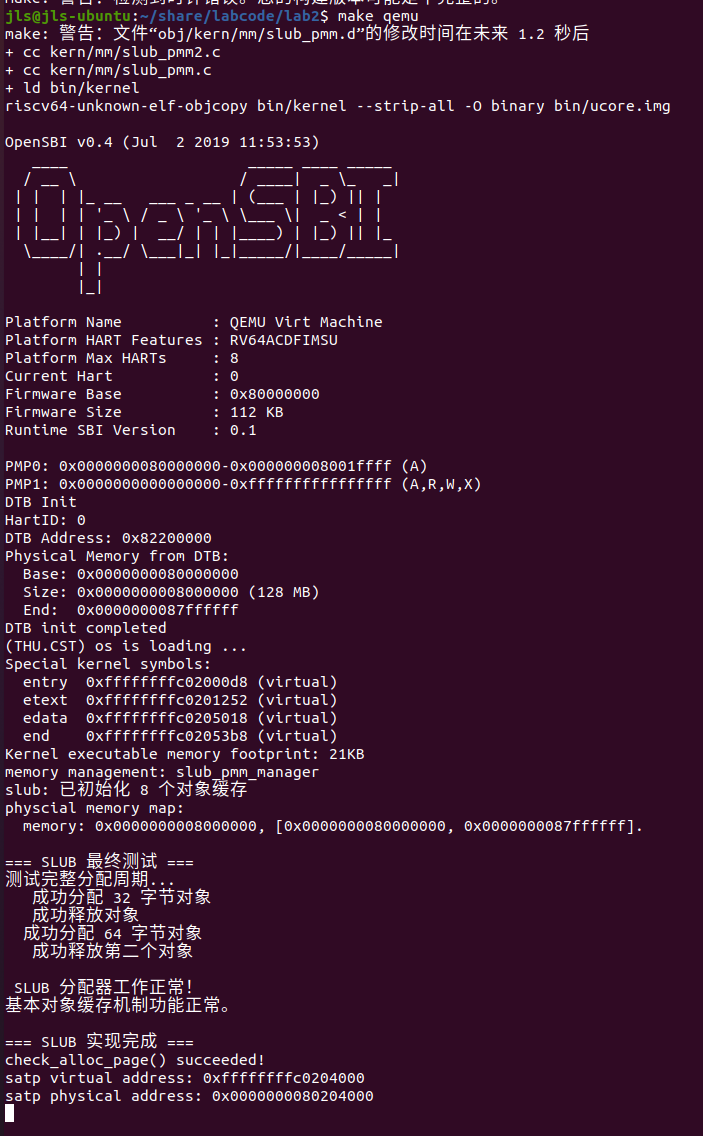 make: 警告: 检测到时钟错误。您的构建版本可能是不完整的。
jls@jls-ubuntu:~/share/labcode/lab2$ make qemu
make: 警告: 文件“obj/kern/mm/slub_pmm.d”的修改时间在未来 1.2 秒后
+ cc kern/mm/slub_pmm2.c
+ cc kern/mm/slub_pmm.c
+ ld bin/kernel
riscv64-unknown-elf-objcopy bin/kernel --strip-all -O binary bin/ucore.img
OpenSBI v0.4 (Jul  2 2019 11:53:53)
OpenSBI
Platform Name          : QEMU Virt Machine
Platform HART Features : RV64ACDFIMSU
Platform Max HARTs     : 8
Current Hart           : 0
Firmware Base          : 0x80000000
Firmware Size          : 112 KB
Runtime SBI Version    : 0.1
PMP0: 0x0000000080000000-0x000000008001ffff (A)
PMP1: 0x0000000000000000-0xffffffffffffffff (A,R,W,X)
DTB Init
HartID: 0
DTB Address: 0x82200000
Physical Memory from DTB:
  Base: 0x0000000080000000
  Size: 0x0000000008000000 (128 MB)
  End:  0x0000000087ffffff
DTB init completed
(THU.CST) os is loading ...
Special kernel symbols:
  entry  0xffffffffc02000d8 (virtual)
  etext  0xffffffffc0201252 (virtual)
  edata  0xffffffffc0205018 (virtual)
  end    0xffffffffc02053b8 (virtual)
Kernel executable memory footprint: 21KB
memory management: slub_pmm_manager
slub: 已初始化 8 个对象缓存
physcial memory map:
  memory: 0x0000000008000000, [0x0000000080000000, 0x0000000087ffffff].
=== SLUB 最终测试 ===
测试完整分配周期...
   成功分配 32 字节对象
   成功释放对象
  成功分配 64 字节对象
   成功释放第二个对象
 SLUB 分配器工作正常!
基本对象缓存机制功能正常。
=== SLUB 实现完成 ===
check_alloc_page() succeeded!
satp virtual address: 0xffffffffc0204000
satp physical address: 0x0000000080204000